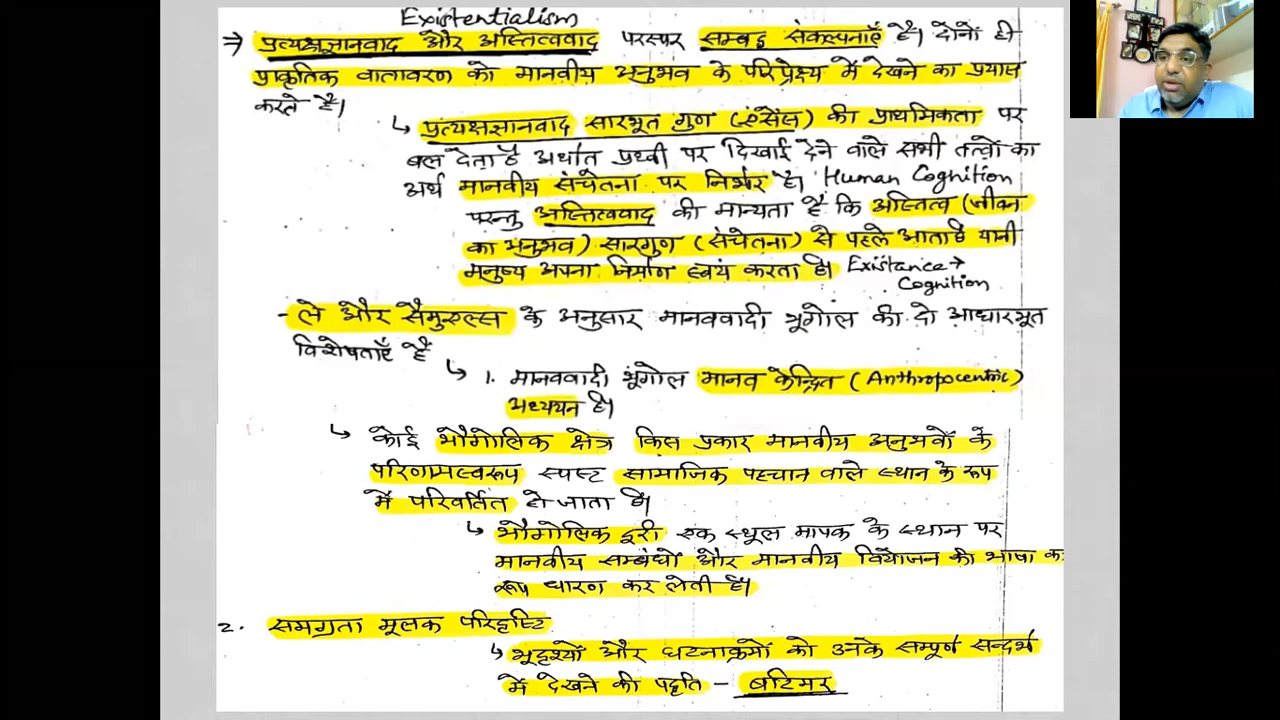 Existentialism
⇒ प्रत्यक्षज्ञानवाद और अस्तित्ववाद परस्पर सम्बद्ध संकल्पनाएँ हैं। दोनों ही
प्राकृतिक वातावरण को मानवीय अनुभव के परिप्रेक्ष्य में देखने का प्रयास
करते हैं।
↳ प्रत्यक्षज्ञानवाद सारभूत गुण (एसेंस) की प्राथमिकता पर
बल देता है अर्थात पृथ्वी पर दिखाई देने वाले सभी तत्वों का
अर्थ मानवीय संचेतना पर निर्भर है। Human Cognition
परन्तु अस्तित्ववाद की मान्यता है कि अस्तित्व (जीवन
का अनुभव) सारगुण (संचेतना) से पहले आता है यानी
मनुष्य अपना निर्माण स्वयं करता है। Existance →
Cognition
- ले और सैमुएल्स के अनुसार मानववादी भूगोल की दो आधारभूत
विशेषताएँ हैं
↳ 1. मानववादी भूगोल मानव केन्द्रित (Anthropocentric)
अध्ययन है।
↳ कोई भौगोलिक क्षेत्र किस प्रकार मानवीय अनुभवों के
परिणामस्वरूप स्पस्ट सामाजिक पहचान वाले स्थान के रूप
में परिवर्तित हो जाता है।
↳ भौगोलिक दूरी एक स्थूल मापक के स्थान पर
मानवीय सम्बंधों और मानवीय वियोजन की भाषा का
रूप धारण कर लेती है।
2. समग्रता मूलक परिदृष्टि
↳ भूदृश्यों और घटनाक्रमों को उनके सम्पूर्ण सन्दर्भ
में देखने की पद्दति - बटिमर